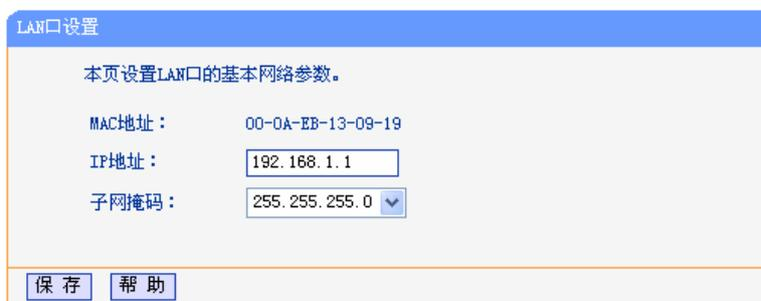 LAN口设置
本页设置LAN口的基本网络参数。
MAC地址： 00-0A-EB-13-09-19
IP地址： 192.168.1.1
子网掩码： 255.255.255.0
保 存 帮 助